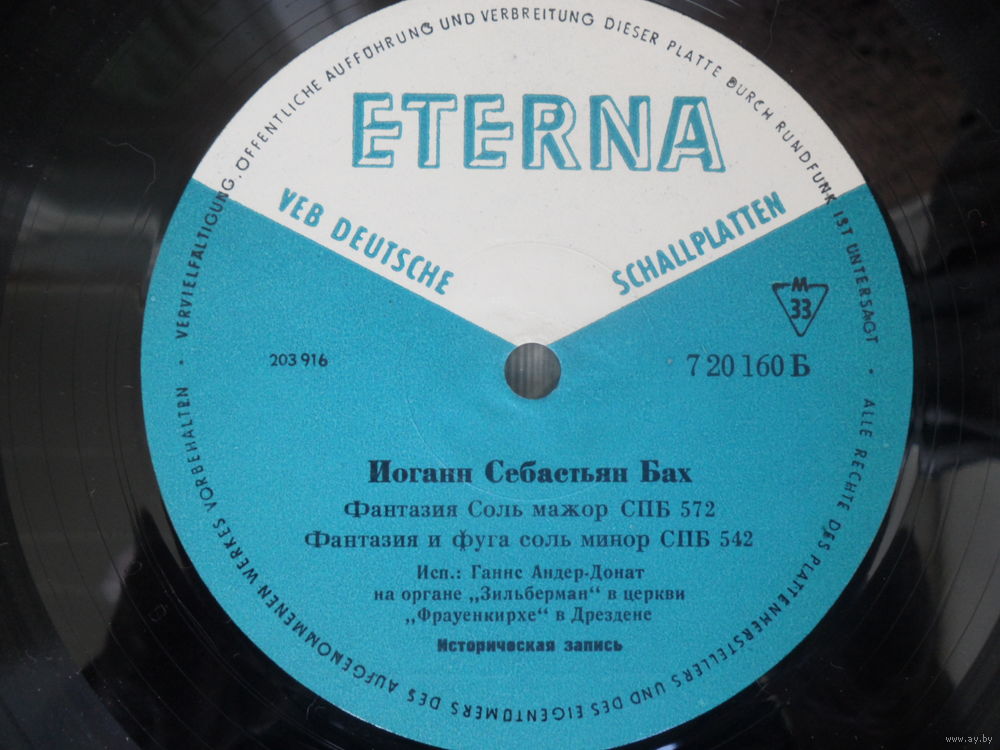 ETERNA
VEB DEUTSCHE SCHALLPLATTEN
M
33
203 916
7 20 160 Б
Иоганн Себастьян Бах
Фантазия Соль мажор СПБ 572
Фантазия и фуга соль минор СПБ 542
Исп.: Ганнс Андер-Донат
на органе „Зильберман“ в церкви
„Фрауенкирхе“ в Дрездене
Историческая запись
ALLE RECHTE DES PLATTENHERSTELLERS UND DES EIGENTÜMERS DES AUFGENOMMENEN WERKES VORBEHALTEN · VERVIELFÄLTIGUNG, ÖFFENTLICHE AUFFÜHRUNG UND VERBREITUNG DIESER PLATTE DURCH RUNDFUNK IST UNTERSAGT ·
www.ay.by